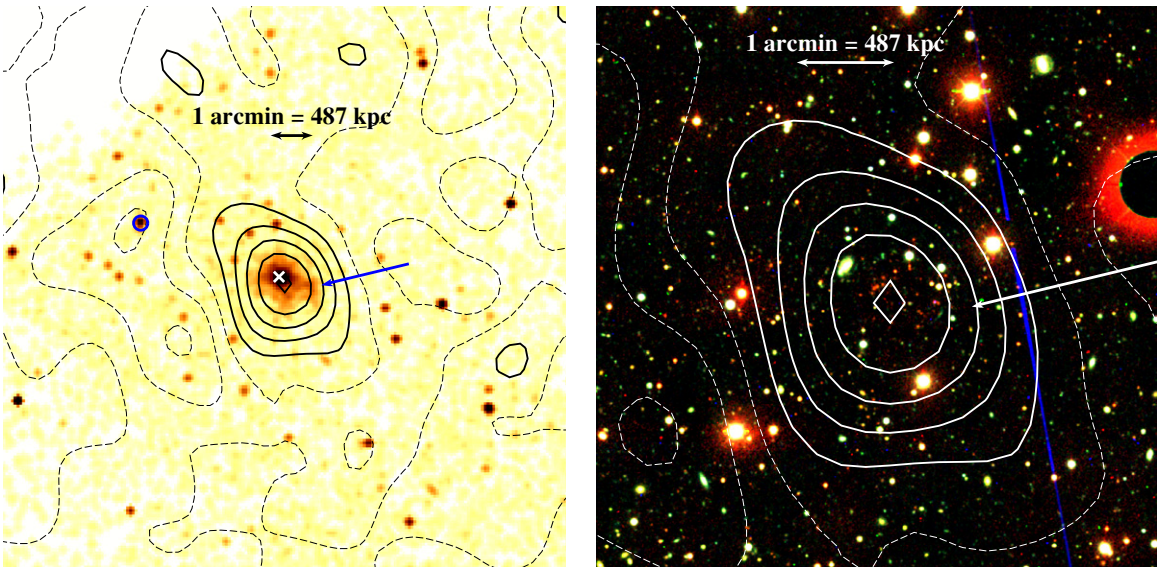 1 arcmin = 487 kpc
1 arcmin = 487 kpc